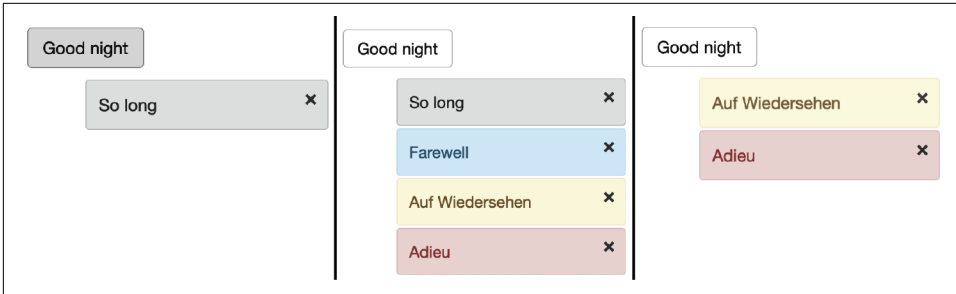 Good night
So long ×
Good night
So long ×
Farewell ×
Auf Wiedersehen ×
Adieu ×
Good night
Auf Wiedersehen ×
Adieu ×